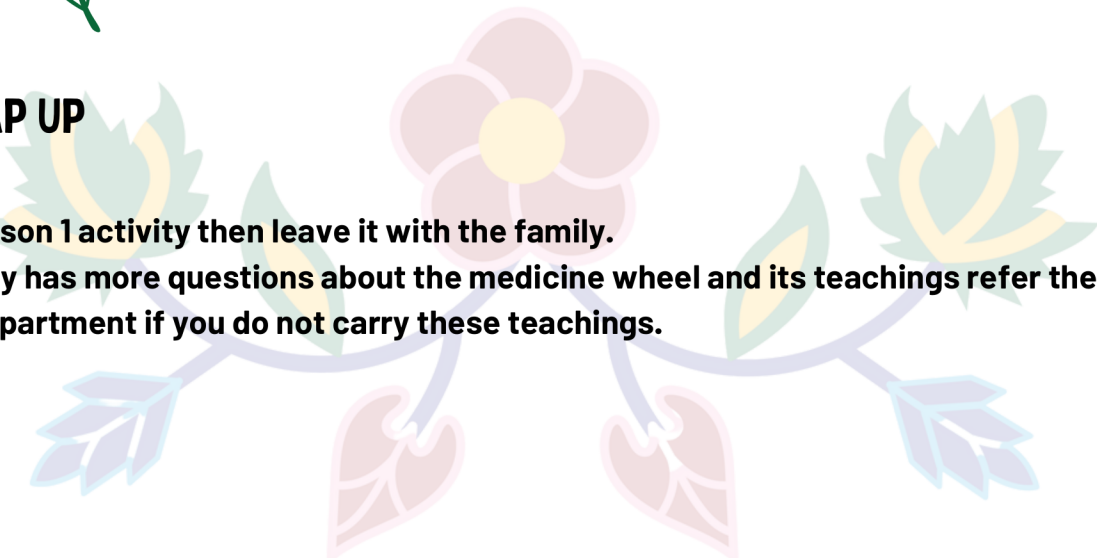 AP UP
son 1 activity then leave it with the family.
y has more questions about the medicine wheel and its teachings refer the
partment if you do not carry these teachings.